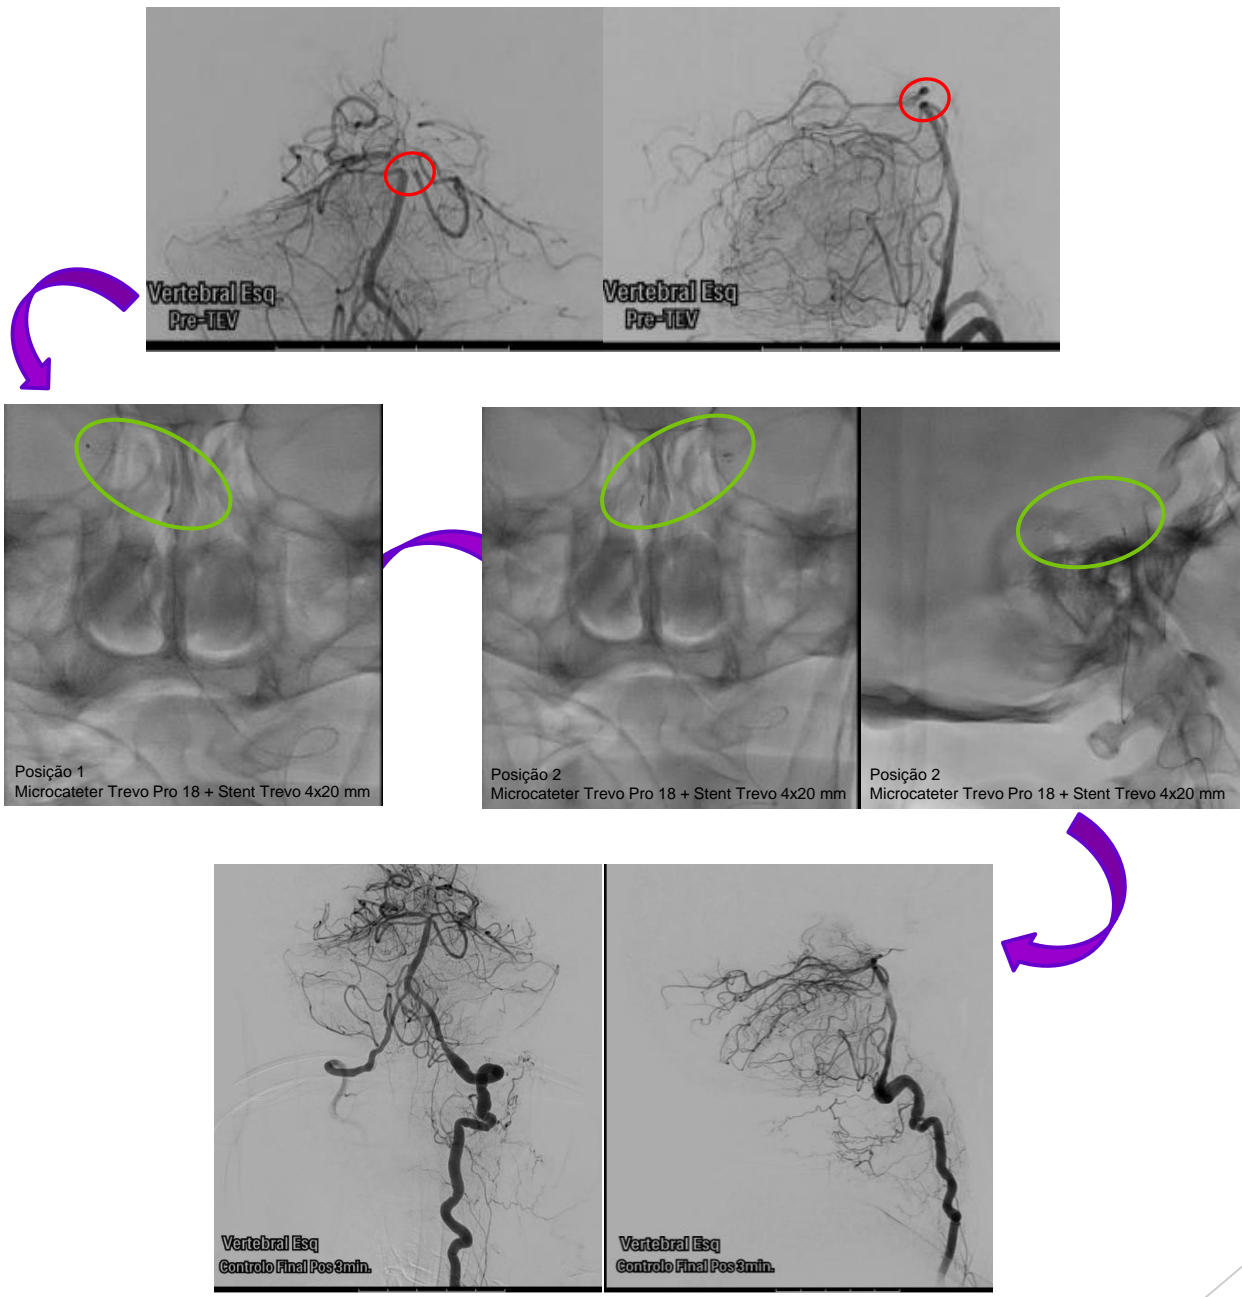 Vertebral Esq
Pre-TEV
Vertebral Esq
Pre-TEV
Posição 1
Microcateter Trevo Pro 18 + Stent Trevo 4x20 mm
Posição 2
Microcateter Trevo Pro 18 + Stent Trevo 4x20 mm
Posição 2
Microcateter Trevo Pro 18 + Stent Trevo 4x20 mm
Vertebral Esq
Controlo Final Pos 3min.
Vertebral Esq
Controlo Final Pos 3min.